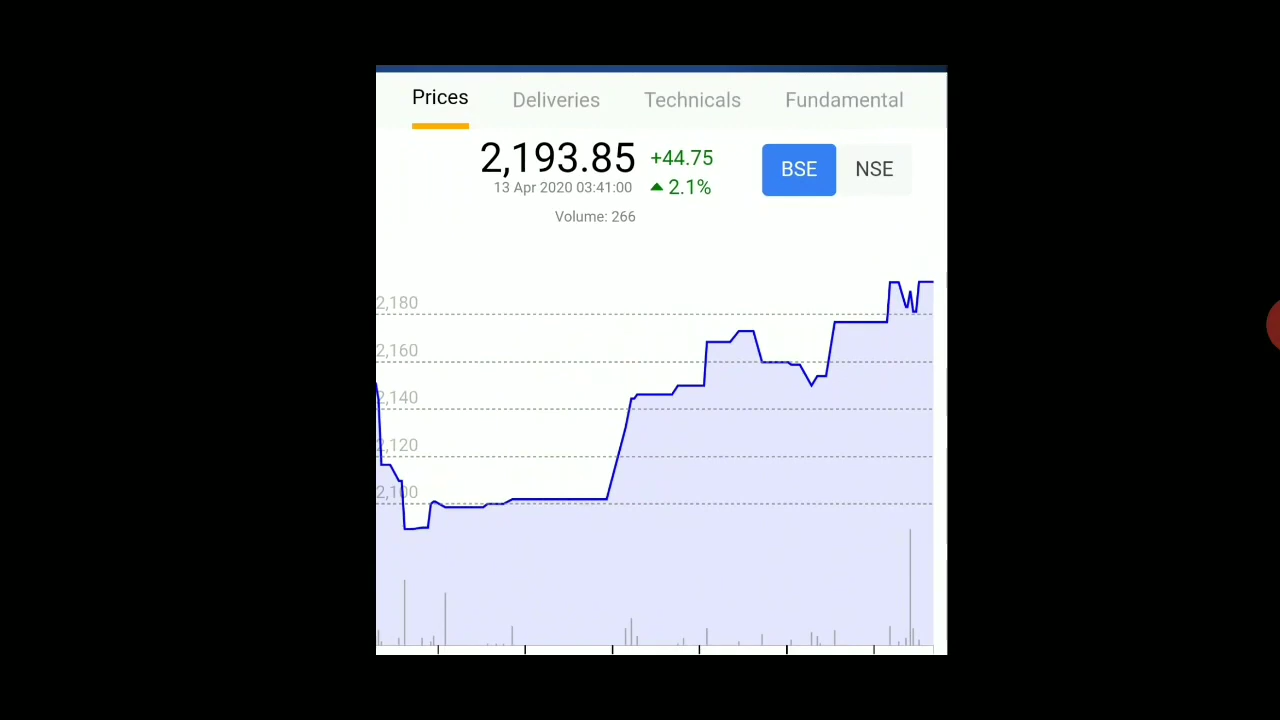 Prices Deliveries Technicals Fundamental
2,193.85 +44.75 BSE NSE
13 Apr 2020 03:41:00 2.1%
Volume: 266
2,180
2,160
2,140
2,120
2,100